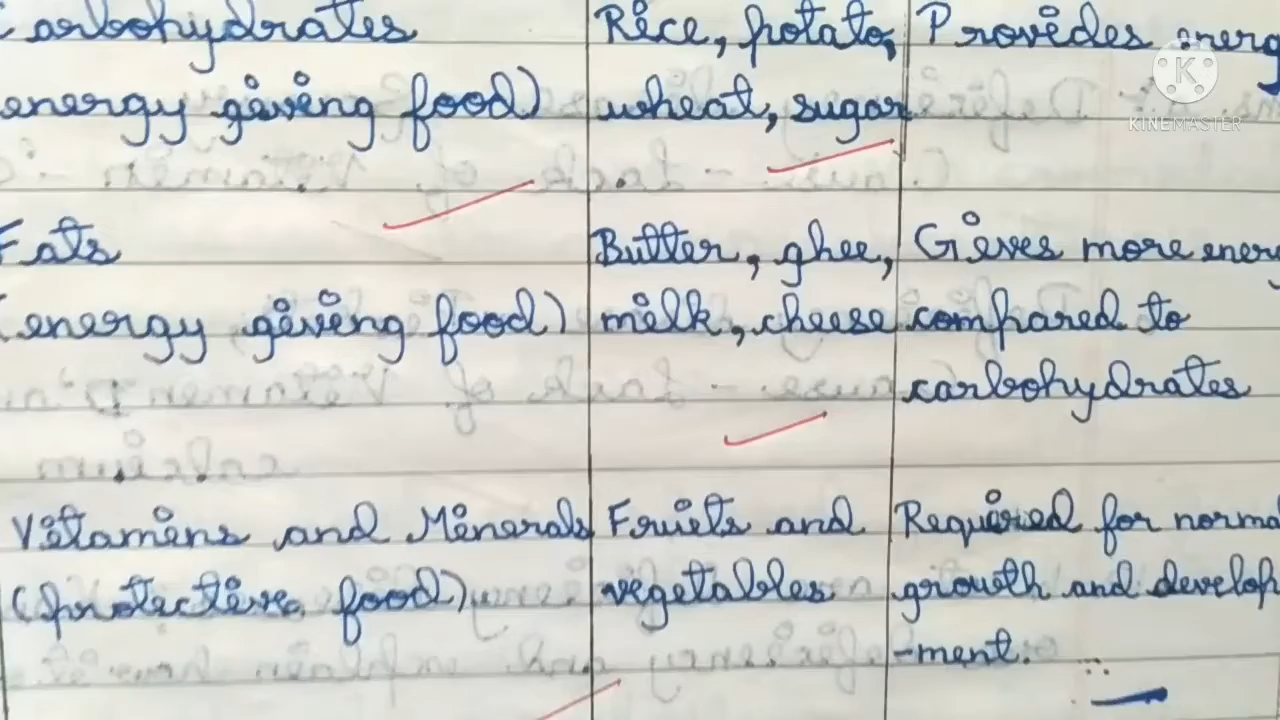 Carbohydrates
energy giving food)
Rice, potato,
wheat, sugar
Provides energ
Fats
(energy giving food)
Butter, ghee,
milk, cheese
Gives more ener
compared to
carbohydrates
Vitamins and Minerals
(protective food)
Fruits and
vegetables
Required for norma
growth and develop
-ment.
KINEMASTER